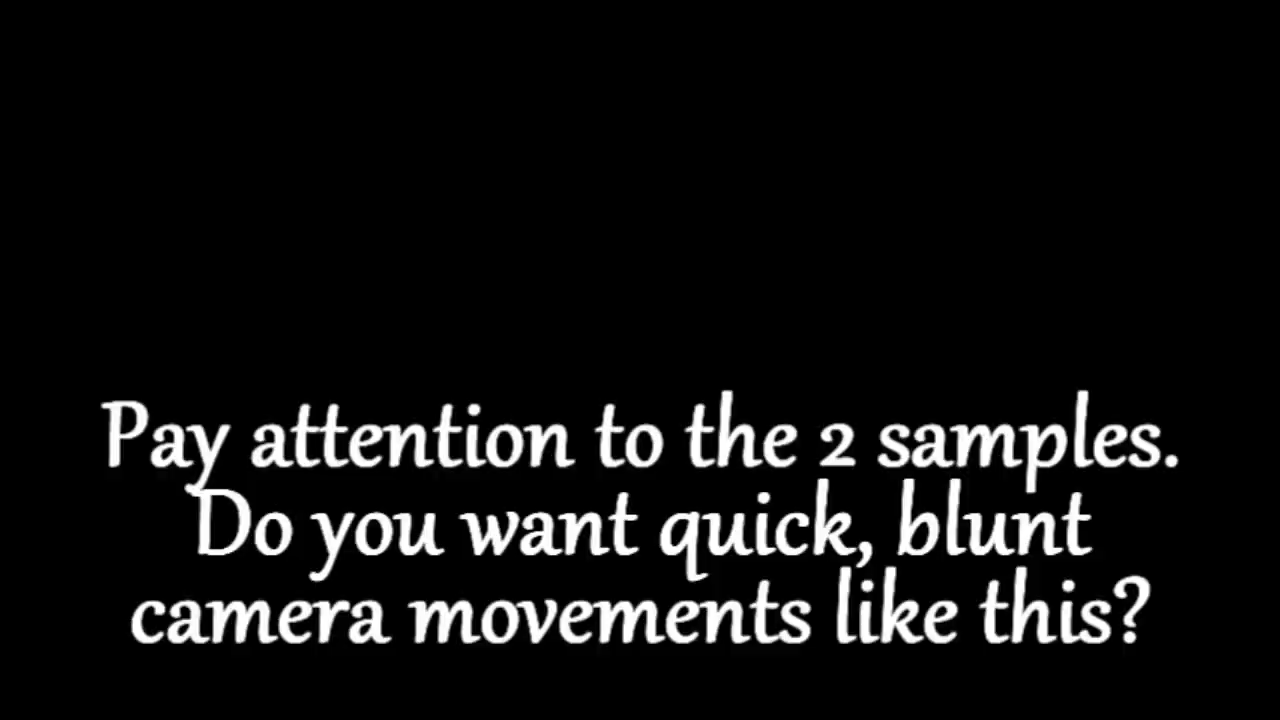 Pay attention to the 2 samples.
Do you want quick, blunt
camera movements like this?